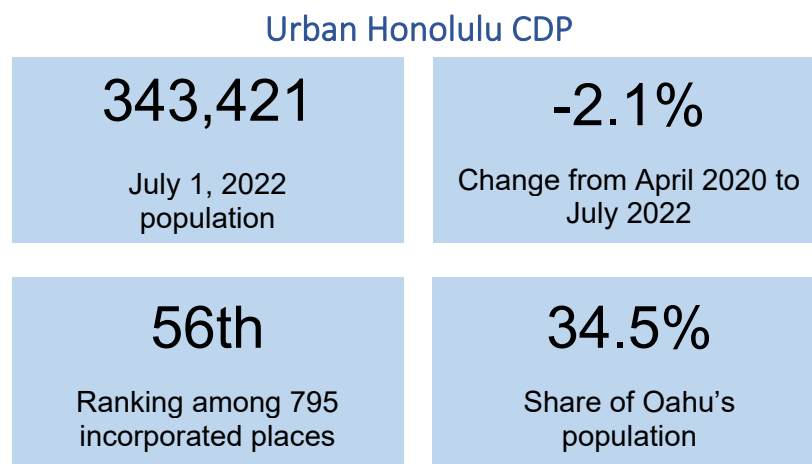 Urban Honolulu CDP
343,421
July 1, 2022
population
-2.1%
Change from April 2020 to
July 2022
56th
Ranking among 795
incorporated places
34.5%
Share of Oahu's
population